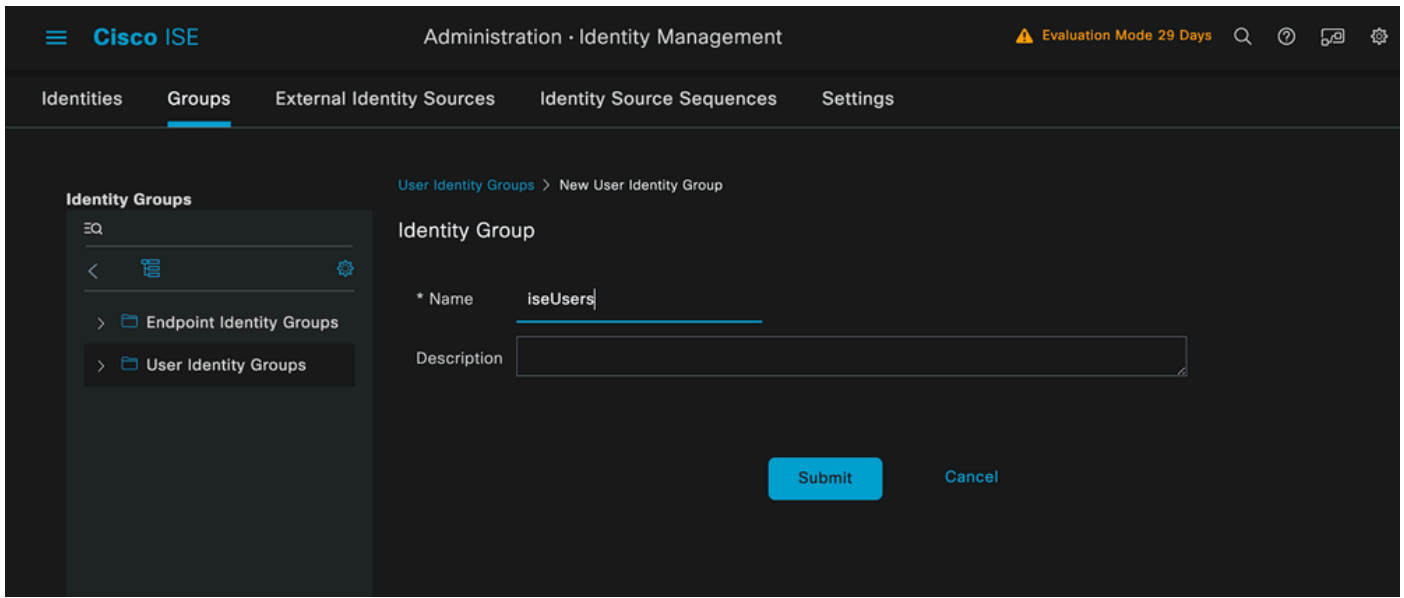 Cisco ISE
Administration · Identity Management
Evaluation Mode 29 Days
Identities
Groups
External Identity Sources
Identity Source Sequences
Settings
Identity Groups
Endpoint Identity Groups
User Identity Groups
User Identity Groups > New User Identity Group
Identity Group
* Name iseUsers
Description
Submit
Cancel